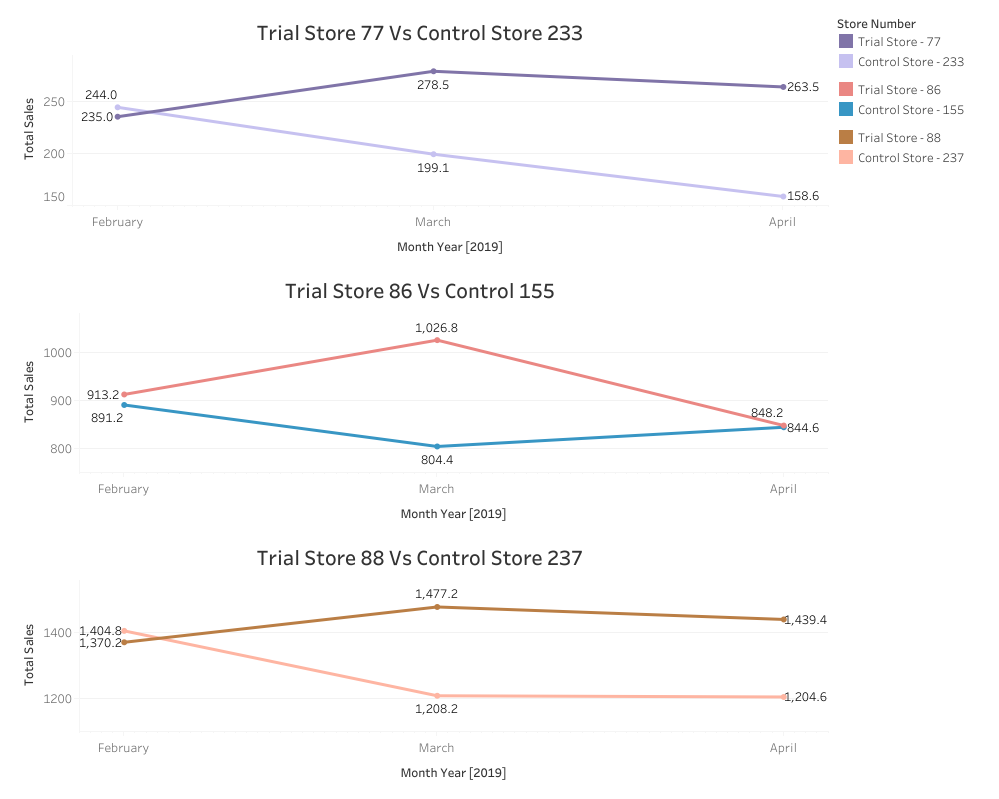 Trial Store 77 Vs Control Store 233
Total Sales
250
200
150
244.0
235.0
278.5
199.1
263.5
158.6
February March April
Month Year [2019]
Store Number
Trial Store - 77
Control Store - 233
Trial Store - 86
Control Store - 155
Trial Store - 88
Control Store - 237
Trial Store 86 Vs Control 155
Total Sales
1000
900
800
913.2
891.2
1,026.8
804.4
848.2
844.6
February March April
Month Year [2019]
Trial Store 88 Vs Control Store 237
Total Sales
1400
1200
1,404.8
1,370.2
1,477.2
1,208.2
1,439.4
1,204.6
February March April
Month Year [2019]